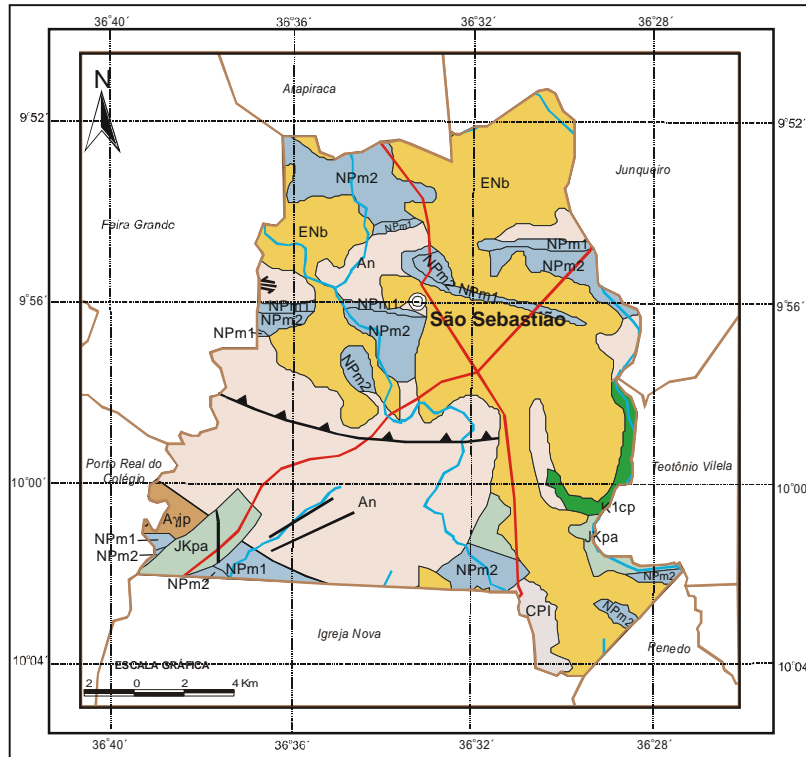 36°40´ 36°36´ 36°32´ 36°28´
N
Arapiraca
9°52´ 9°52´
Junqueiro
NPm2
ENb
Feira Grande
NPm1
ENb
An
NPm1
NPm2
NPm2
NPm1
9°56´ 9°56´
NPm1 NPm1
São Sebastião
NPm2
NPm1
NPm2
NPm2
Porto Real do
Colégio
Teotônio Vilela
10°00´ 10°00´
An
K1cp
Aγjp
NPm1
JKpa
JKpa
NPm2
NPm1
NPm2
NPm2
NPm2
CPl
NPm2
Igreja Nova
Penedo
10°04´ 10°04´
ESCALA GRÁFICA
2 0 2 4 Km
36°40´ 36°36´ 36°32´ 36°28´